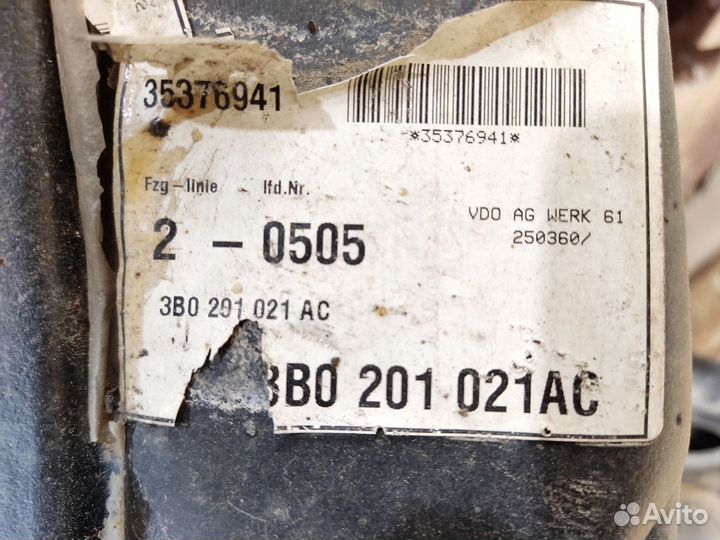 35376941
*35376941*
Fzg-linie lfd.Nr.
2 - 0505
VDO AG WERK 61
250360/
3B0 201 021 AC
3B0 201 021AC
Avito